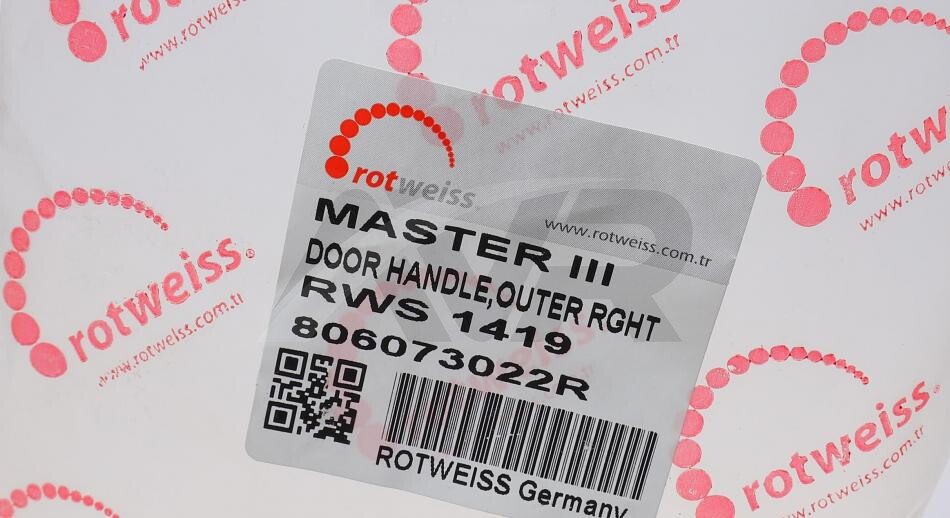 rotweiss
www.rotweiss.com.tr
rotweiss
www.rotweiss.com.tr
rotweiss.
www.rotweiss.com.tr
MASTER III
DOOR HANDLE,OUTER RGHT
RWS 1419
806073022R
ROTWEISS Germany
rotweiss
www.rotweiss.com.tr
rotweiss
www.rotweiss.com.tr